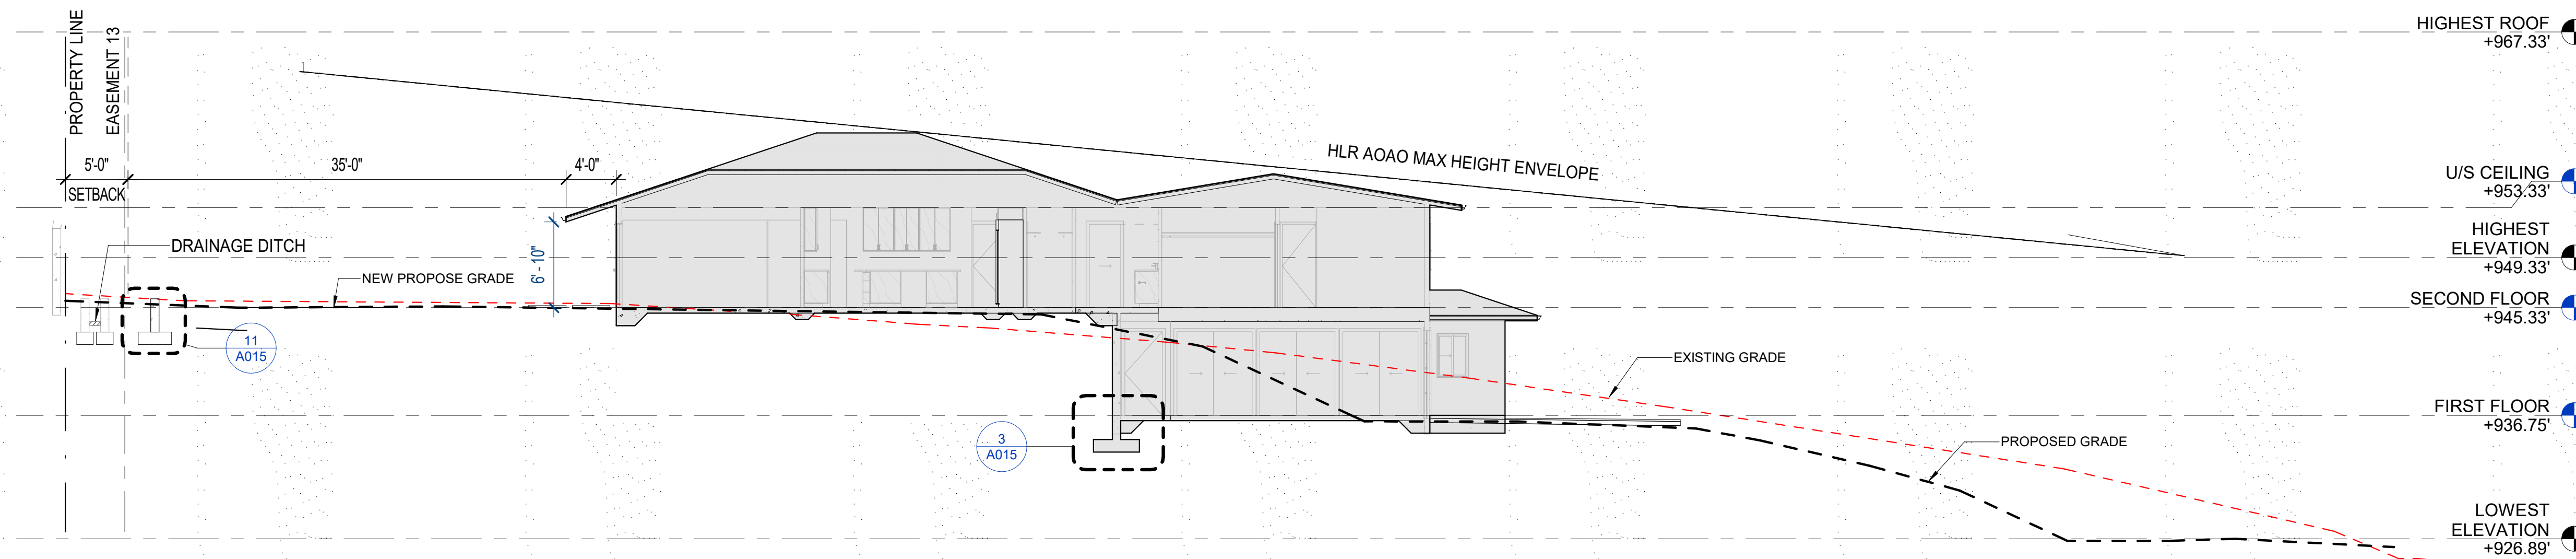 PROPERTY LINE
EASEMENT 13
5'-0"
35'-0"
4'-0"
SETBACK
DRAINAGE DITCH
NEW PROPOSE GRADE
6' - 10"
11
A015
HLR AOAO MAX HEIGHT ENVELOPE
3
A015
EXISTING GRADE
PROPOSED GRADE
HIGHEST ROOF
+967.33'
U/S CEILING
+953.33'
HIGHEST
ELEVATION
+949.33'
SECOND FLOOR
+945.33'
FIRST FLOOR
+936.75'
LOWEST
ELEVATION
+926.89'